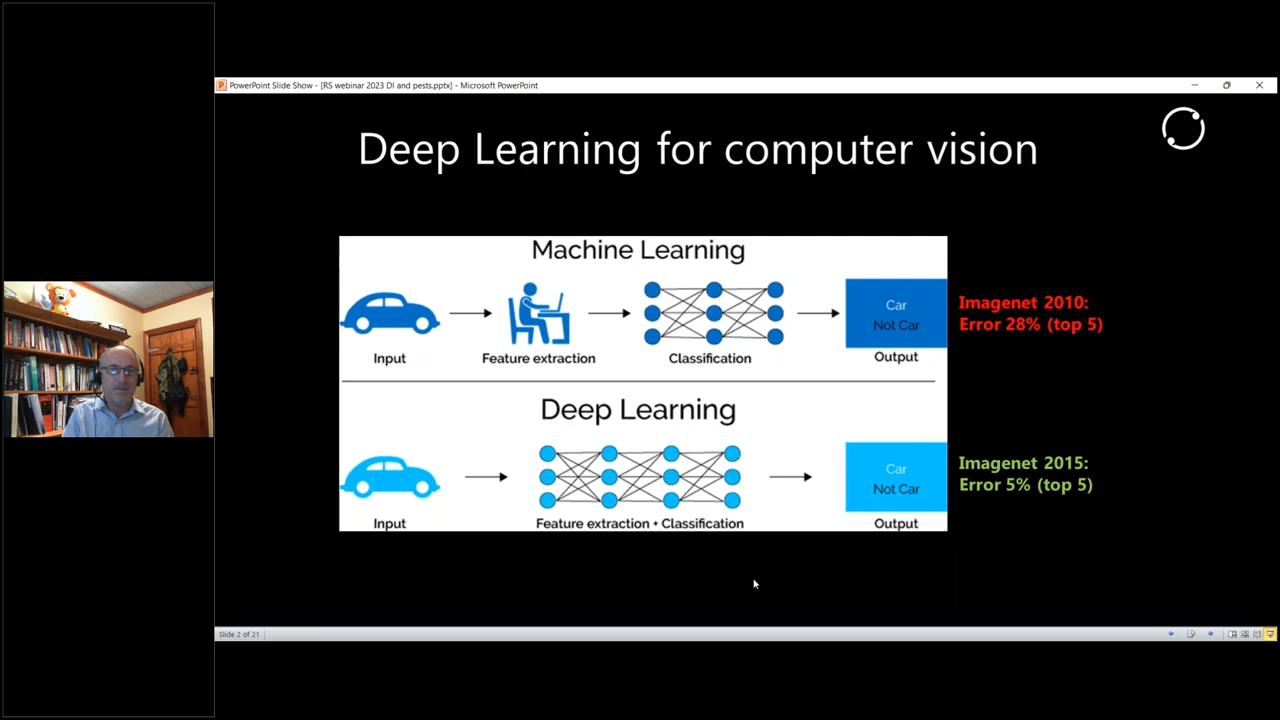 PowerPoint Slide Show - [RS webinar 2023 Dl and pests.pptx] - Microsoft PowerPoint
Deep Learning for computer vision
Machine Learning
Input
Feature extraction
Classification
Car
Not Car
Output
Imagenet 2010:
Error 28% (top 5)
Deep Learning
Input
Feature extraction + Classification
Car
Not Car
Output
Imagenet 2015:
Error 5% (top 5)
Slide 2 of 21